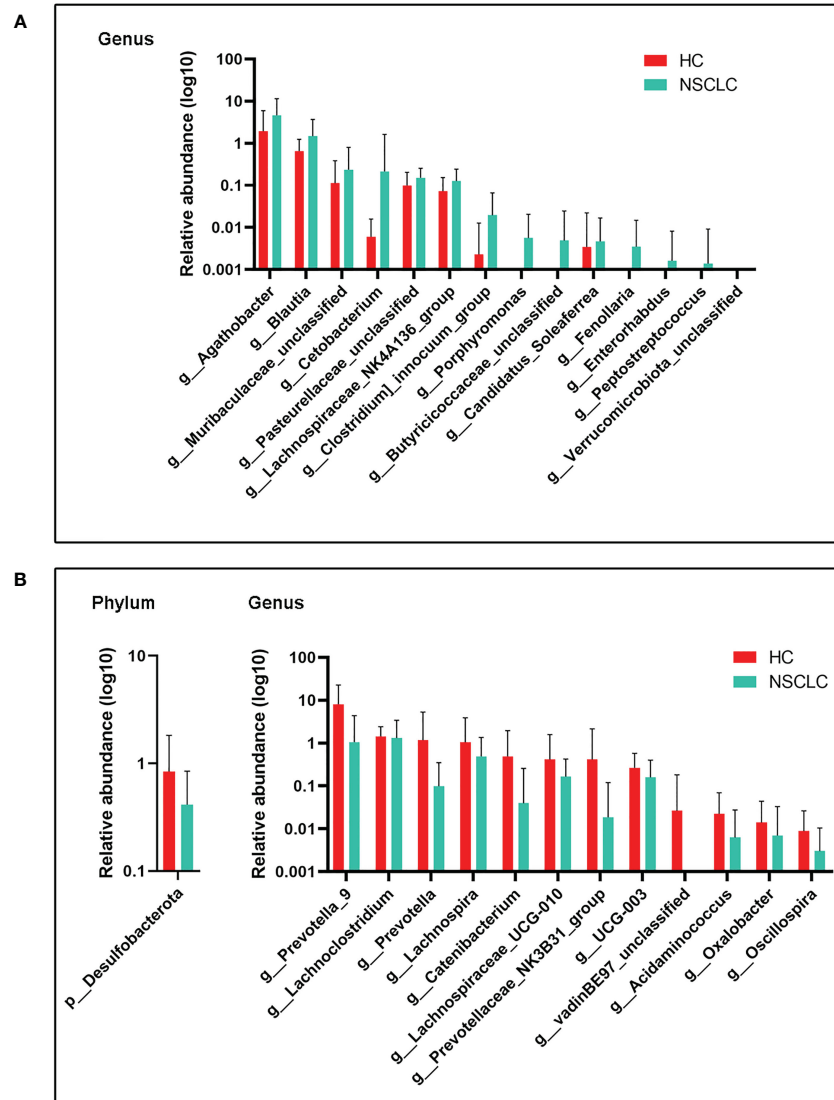 A
Genus
HC
NSCLC
Relative abundance (log10)
100
10
1
0.1
0.01
0.001
g__Agathobacter
g__Blautia
g__Muribaculaceae_unclassified
g__Cetobacterium
g__Pasteurellaceae_unclassified
g__Lachnospiraceae_NK4A136_group
g__Clostridium]_innocuum_group
g__Porphyromonas
g__Butyricicoccaceae_unclassified
g__Candidatus_Soleaferrea
g__Fenollaria
g__Enterorhabdus
g__Peptostreptococcus
g__Verrucomicrobiota_unclassified
B
Phylum
Relative abundance (log10)
10
1
0.1
p__Desulfobacterota
Genus
HC
NSCLC
Relative abundance (log10)
100
10
1
0.1
0.01
0.001
g__Prevotella_9
g__Lachnoclostridium
g__Prevotella
g__Lachnospira
g__Catenibacterium
g__Lachnospiraceae_UCG-010
g__Prevotellaceae_NK3B31_group
g__UCG-003
g__vadinBE97_unclassified
g__Acidaminococcus
g__Oxalobacter
g__Oscillospira